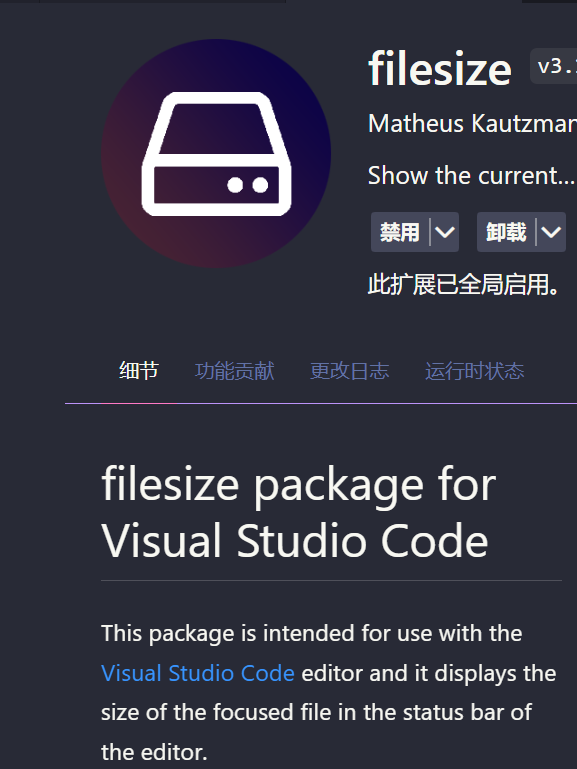 filesize v3.
Matheus Kautzman
Show the current...
禁用 卸载
此扩展已全局启用。
细节 功能贡献 更改日志 运行时状态
filesize package for
Visual Studio Code
This package is intended for use with the
Visual Studio Code editor and it displays the
size of the focused file in the status bar of
the editor.